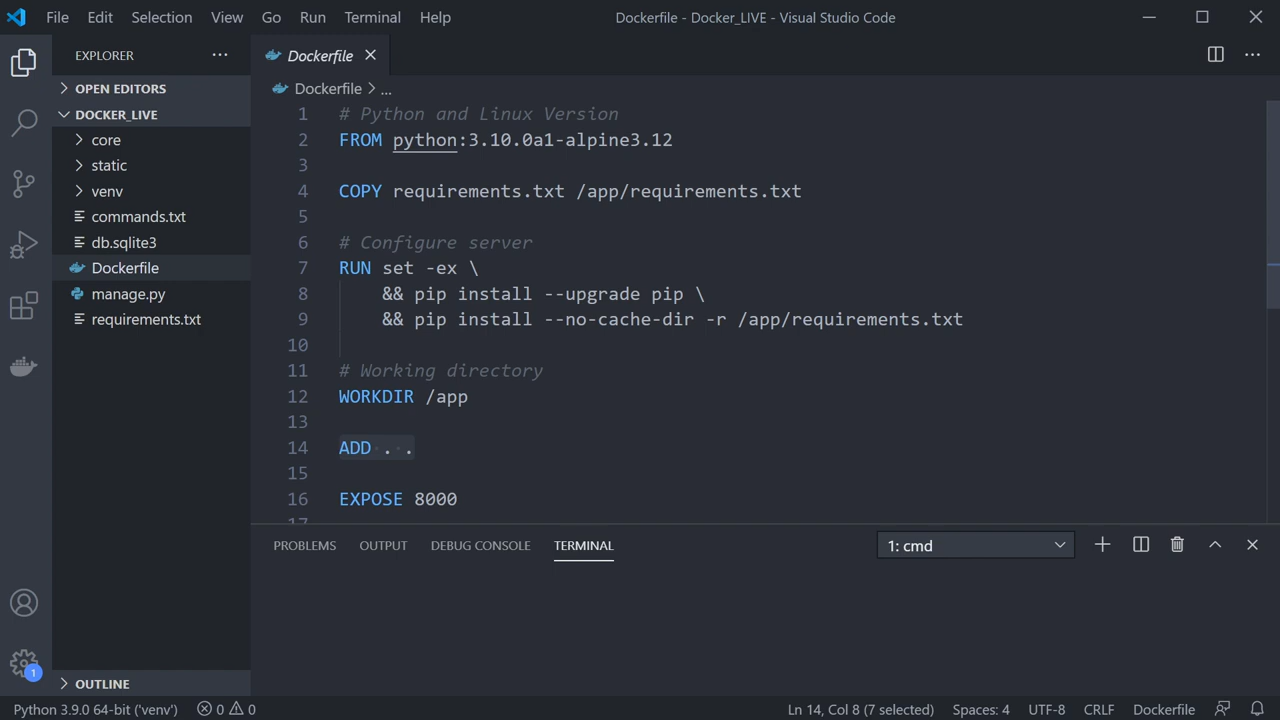 File Edit Selection View Go Run Terminal Help Dockerfile - Docker_LIVE - Visual Studio Code
EXPLORER ...
Dockerfile
OPEN EDITORS
DOCKER_LIVE
core
static
venv
commands.txt
db.sqlite3
Dockerfile
manage.py
requirements.txt
OUTLINE
Dockerfile > ...
1 # Python and Linux Version
2 FROM python:3.10.0a1-alpine3.12
3
4 COPY requirements.txt /app/requirements.txt
5
6 # Configure server
7 RUN set -ex \
8 && pip install --upgrade pip \
9 && pip install --no-cache-dir -r /app/requirements.txt
10
11 # Working directory
12 WORKDIR /app
13
14 ADD . .
15
16 EXPOSE 8000
17
PROBLEMS OUTPUT DEBUG CONSOLE TERMINAL 1: cmd
1
Python 3.9.0 64-bit ('venv') 0 0 Ln 14, Col 8 (7 selected) Spaces: 4 UTF-8 CRLF Dockerfile